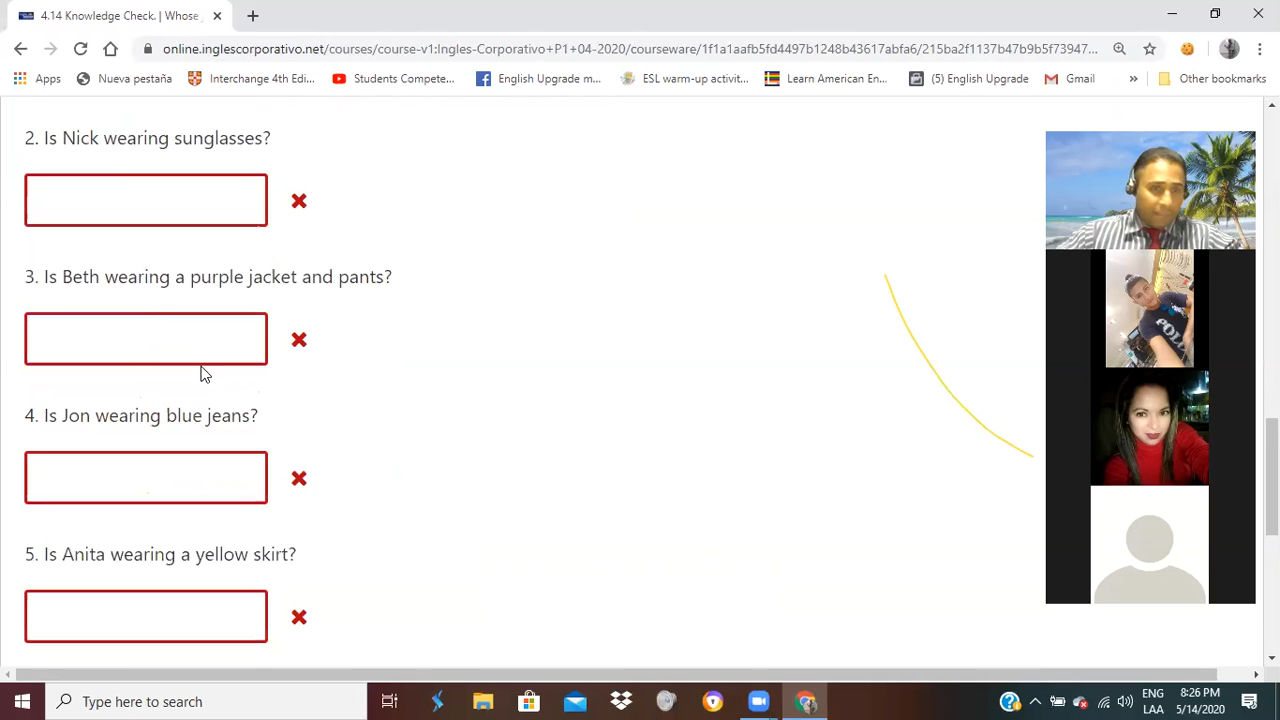 4.14 Knowledge Check. | Whose
online.inglescorporativo.net/courses/course-v1:Ingles-Corporativo+P1+04-2020/courseware/1f1a1aafb5fd4497b1248b43617abfa6/215ba2f1137b47b9b5f73947...
Apps Nueva pestaña Interchange 4th Edi... Students Compete... English Upgrade m... ESL warm-up activit... Learn American En... (5) English Upgrade Gmail » Other bookmarks
2. Is Nick wearing sunglasses?
3. Is Beth wearing a purple jacket and pants?
4. Is Jon wearing blue jeans?
5. Is Anita wearing a yellow skirt?
POLO
Type here to search
ENG 8:26 PM
LAA 5/14/2020